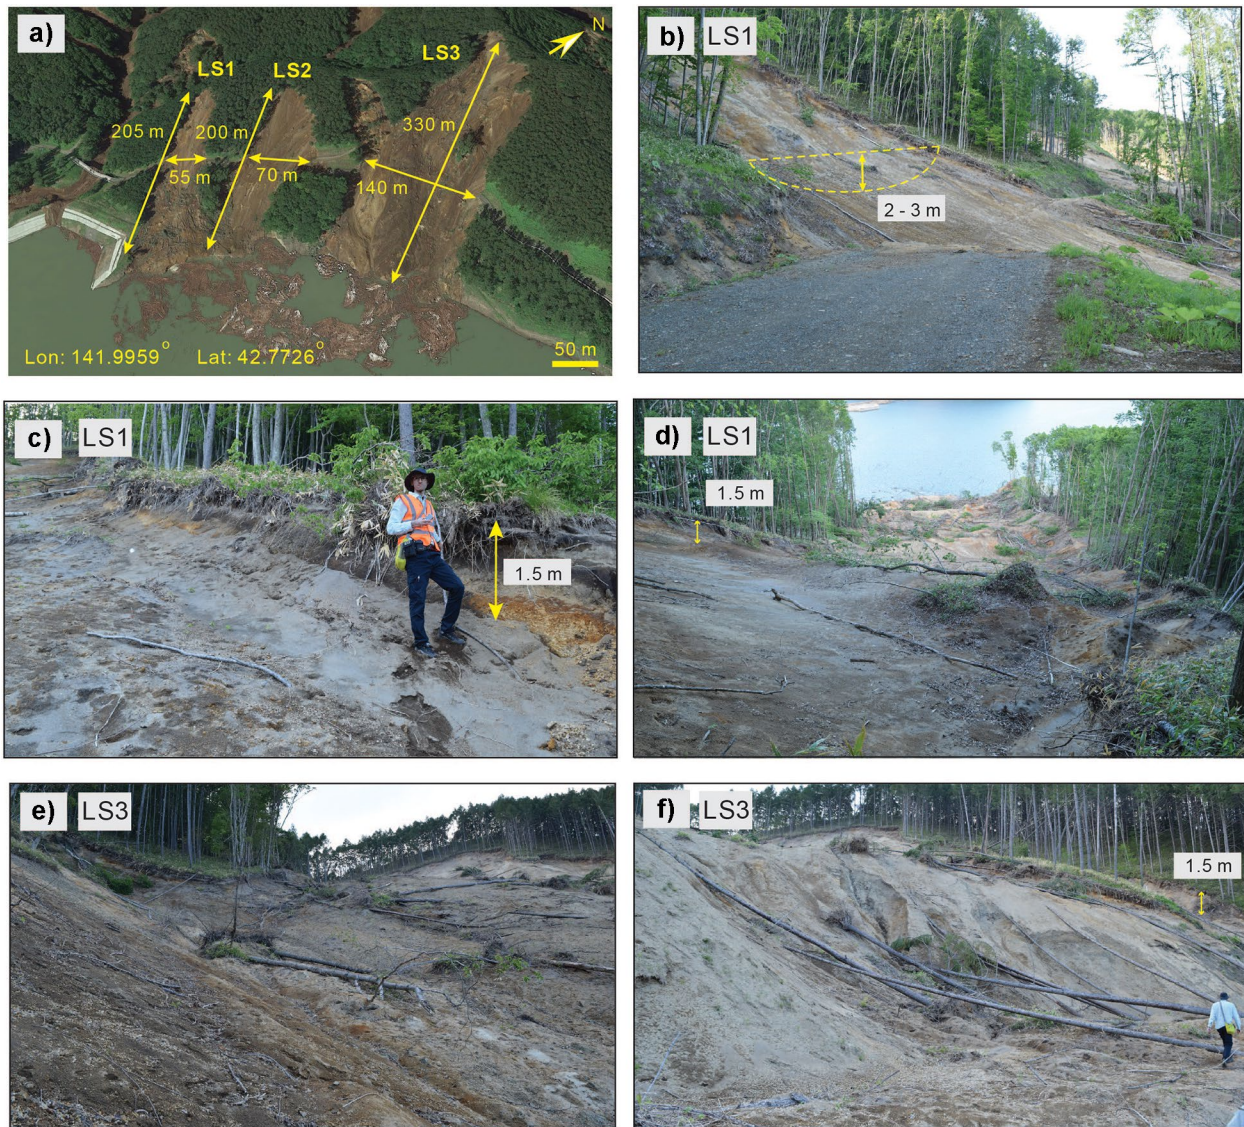 a)
N
LS1
LS2
LS3
205 m
200 m
330 m
55 m
70 m
140 m
Lon: 141.9959° Lat: 42.7726°
50 m
b) LS1
2 - 3 m
c) LS1
1.5 m
d) LS1
1.5 m
e) LS3
f) LS3
1.5 m